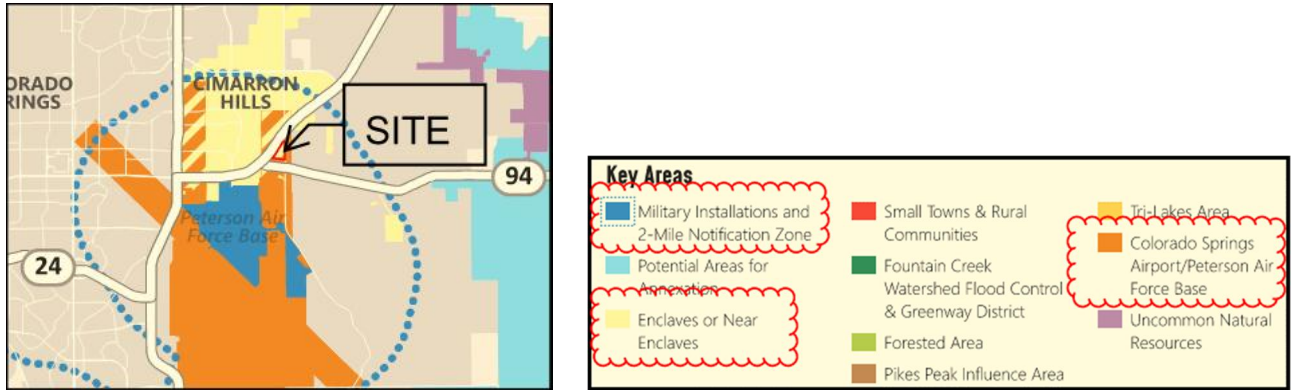 ORADO
RINGS
CIMARRON
HILLS
SITE
94
Peterson Air
Force Base
24
Key Areas
Military Installations and
2-Mile Notification Zone
Potential Areas for
Annexation
Enclaves or Near
Enclaves
Small Towns & Rural
Communities
Fountain Creek
Watershed Flood Control
& Greenway District
Forested Area
Pikes Peak Influence Area
Tri-Lakes Area
Colorado Springs
Airport/Peterson Air
Force Base
Uncommon Natural
Resources